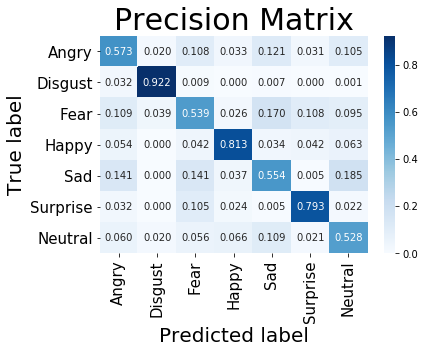 Precision Matrix
Angry 0.573 0.020 0.108 0.033 0.121 0.031 0.105
Disgust 0.032 0.922 0.009 0.000 0.007 0.000 0.001
Fear 0.109 0.039 0.539 0.026 0.170 0.108 0.095
Happy 0.054 0.000 0.042 0.813 0.034 0.042 0.063
Sad 0.141 0.000 0.141 0.037 0.554 0.005 0.185
Surprise 0.032 0.000 0.105 0.024 0.005 0.793 0.022
Neutral 0.060 0.020 0.056 0.066 0.109 0.021 0.528
True label
Angry Disgust Fear Happy Sad Surprise Neutral
Predicted label
0.8
0.6
0.4
0.2
0.0